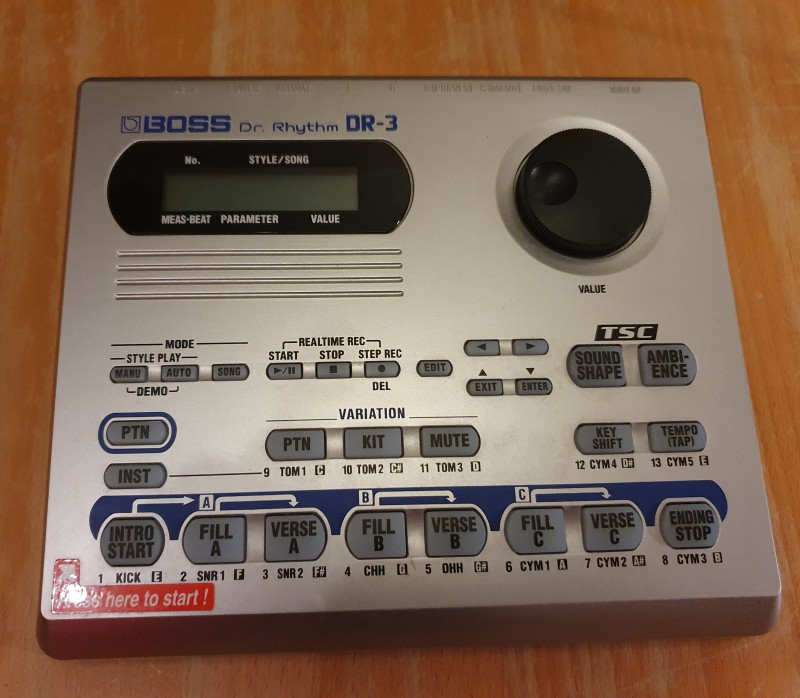 BOSS Dr. Rhythm DR-3
No. STYLE/SONG
MEAS-BEAT PARAMETER VALUE
VALUE
TSC
MODE
STYLE PLAY
MANU AUTO SONG
DEMO
REALTIME REC
START STOP STEP REC
DEL
EDIT
EXIT ENTER
SOUND SHAPE
AMBI-ENCE
PTN
VARIATION
PTN KIT MUTE
KEY SHIFT
TEMPO (TAP)
INST
9 TOM1 C 10 TOM2 C# 11 TOM3 D
12 CYM4 D# 13 CYM5 E
A B C
INTRO START
FILL A
VERSE A
FILL B
VERSE B
FILL C
VERSE C
ENDING STOP
1 KICK E 2 SNR1 F 3 SNR2 F# 4 CHH G 5 OHH G# 6 CYM1 A 7 CYM2 A# 8 CYM3 B
here to start !